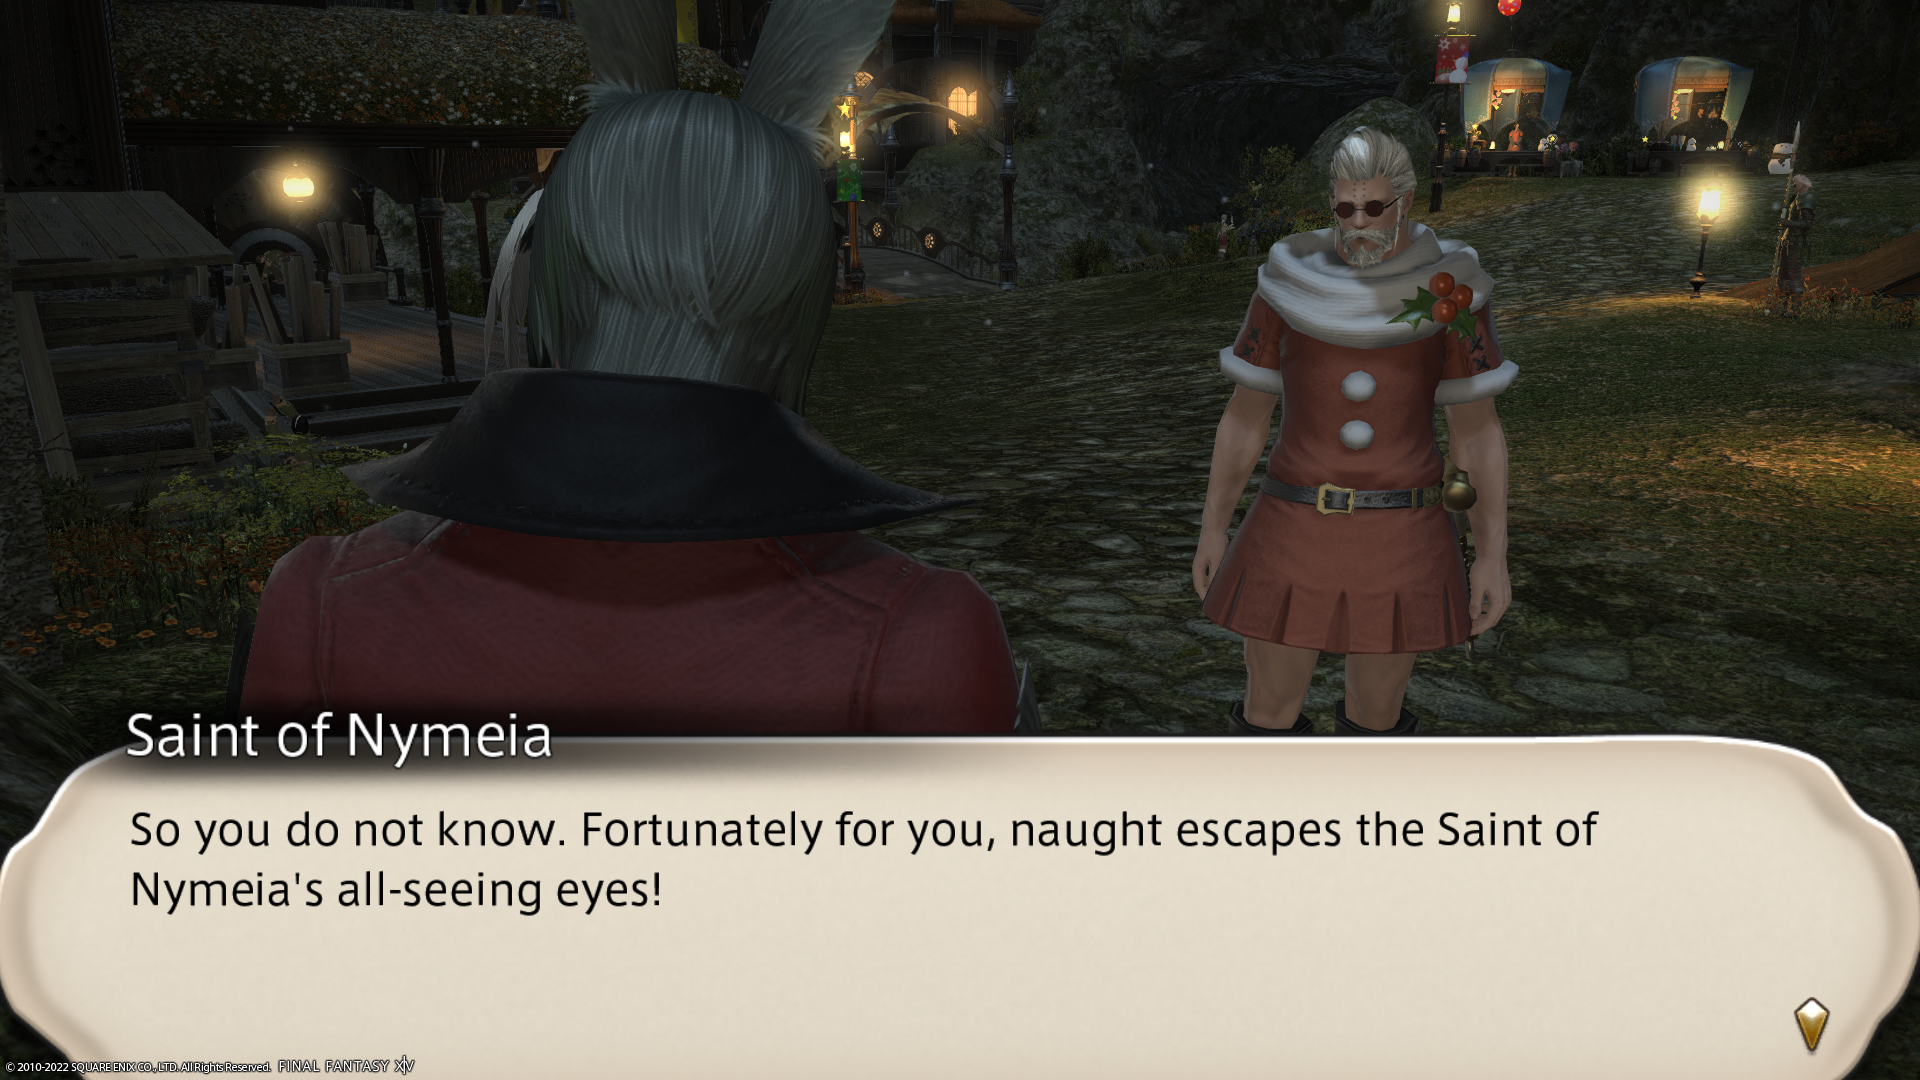 Saint of Nymeia
So you do not know. Fortunately for you, naught escapes the Saint of
Nymeia's all-seeing eyes!
© 2010-2022 SQUARE ENIX CO., LTD. All Rights Reserved. FINAL FANTASY XIV